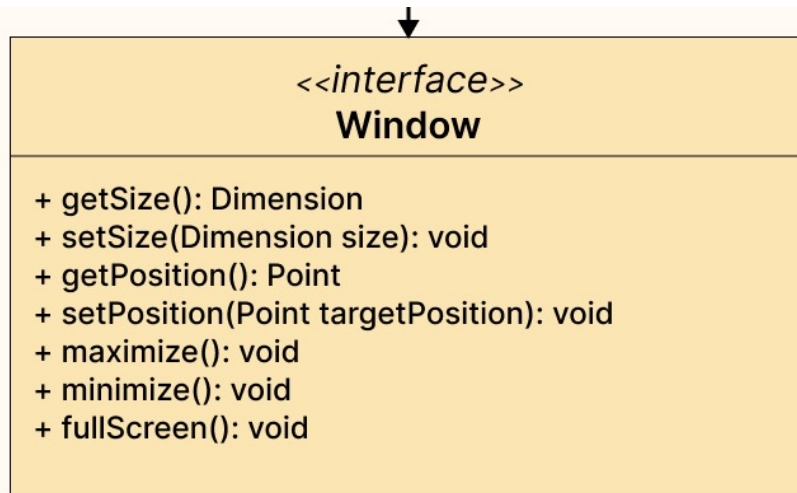 <<interface>>
Window
+ getSize(): Dimension
+ setSize(Dimension size): void
+ getPosition(): Point
+ setPosition(Point targetPosition): void
+ maximize(): void
+ minimize(): void
+ fullScreen(): void